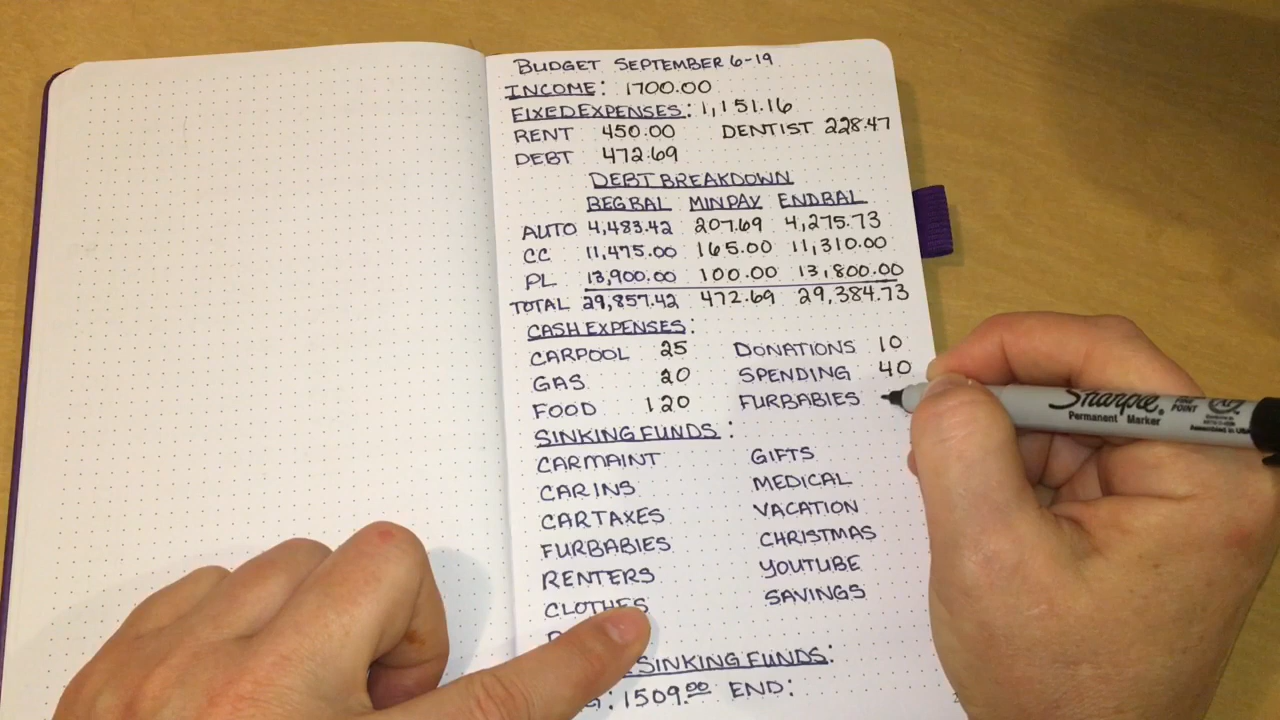 BUDGET SEPTEMBER 6-19
INCOME: 1700.00
FIXED EXPENSES: 1,151.16
RENT 450.00 DENTIST 228.47
DEBT 472.69
DEBT BREAKDOWN
BEG BAL MIN PAY END BAL
AUTO 4,483.42 207.69 4,275.73
CC 11,475.00 165.00 11,310.00
PL 13,900.00 100.00 13,800.00
TOTAL 29,857.42 472.69 29,384.73
CASH EXPENSES:
CARPOOL 25 DONATIONS 10
GAS 20 SPENDING 40
FOOD 120 FURBABIES
SINKING FUNDS:
CAR MAINT GIFTS
CAR INS MEDICAL
CAR TAXES VACATION
FURBABIES CHRISTMAS
RENTERS YOUTUBE
CLOTHES SAVINGS
SINKING FUNDS:
: 1509.00 END:
Sharpie
Permanent Marker
FINE POINT